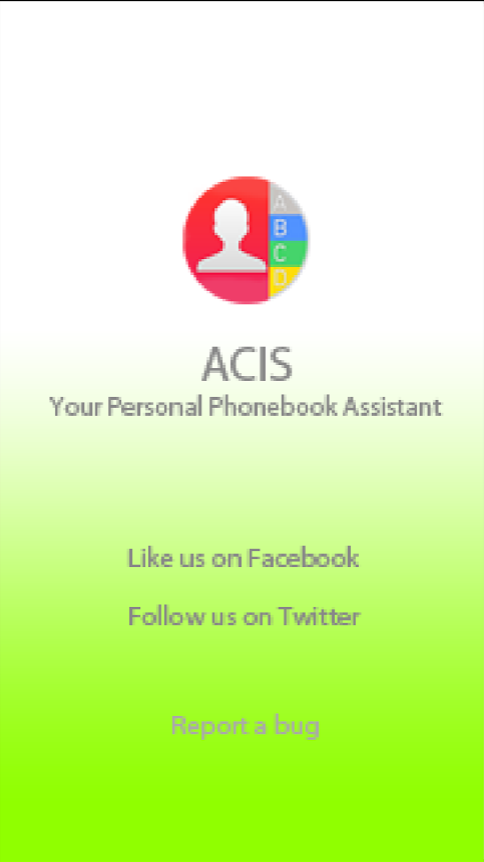 A
B
C
D
ACIS
Your Personal Phonebook Assistant
Like us on Facebook
Follow us on Twitter
Report a bug